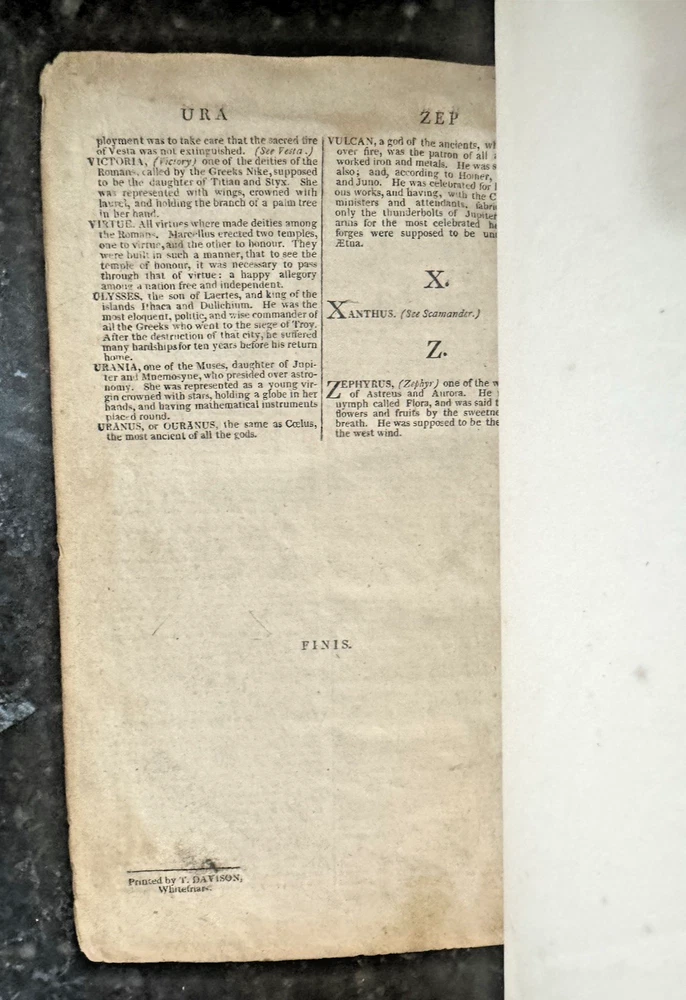 URA
ployment was to take care that the sacred fire
of Vesta was not extinguished. (See Vesta.)
VICTORIA, (Victory) one of the deities of the
Romans, called by the Greeks Nike, supposed
to be the daughter of Titian and Styx. She
was represented with wings, crowned with
laurel, and holding the branch of a palm tree
in her hand.
VIRTUE. All virtues where made deities among
the Romans. Marcellus erected two temples,
one to virtue, and the other to honour. They
were built in such a manner, that to see the
temple of honour, it was necessary to pass
through that of virtue: a happy allegory
among a nation free and independent.
ULYSSES, the son of Laertes, and king of the
islands Ithaca and Dulichium. He was the
most eloquent, politic, and wise commander of
all the Greeks who went to the siege of Troy.
After the destruction of that city, he suffered
many hardships for ten years before his return
home.
URANIA, one of the Muses, daughter of Jupi-
ter and Mnemosyne, who presided over astro-
nomy. She was represented as a young vir-
gin crowned with stars, holding a globe in her
hands, and having mathematical instruments
placed round.
URANUS, or OURANUS, the same as Cœlus,
the most ancient of all the gods.
ZEP
VULCAN, a god of the ancients,
over fire, was the patron of all
worked iron and metals. He was
also; and, according to Homer,
and Juno. He was celebrated for
ous works, and having, with the
ministers and attendants,
only the thunderbolts of Jupiter
arms for the most celebrated
forges were supposed to be
Ætua.
X.
XANTHUS. (See Scamander.)
Z.
ZEPHYRUS, (Zephyr) one of the
of Astreus and Aurora. He
nymph called Flora, and was said
flowers and fruits by the
breath. He was supposed to be the
the west wind.
FINIS.
Printed by T. DAVISON,
Whitefriars.